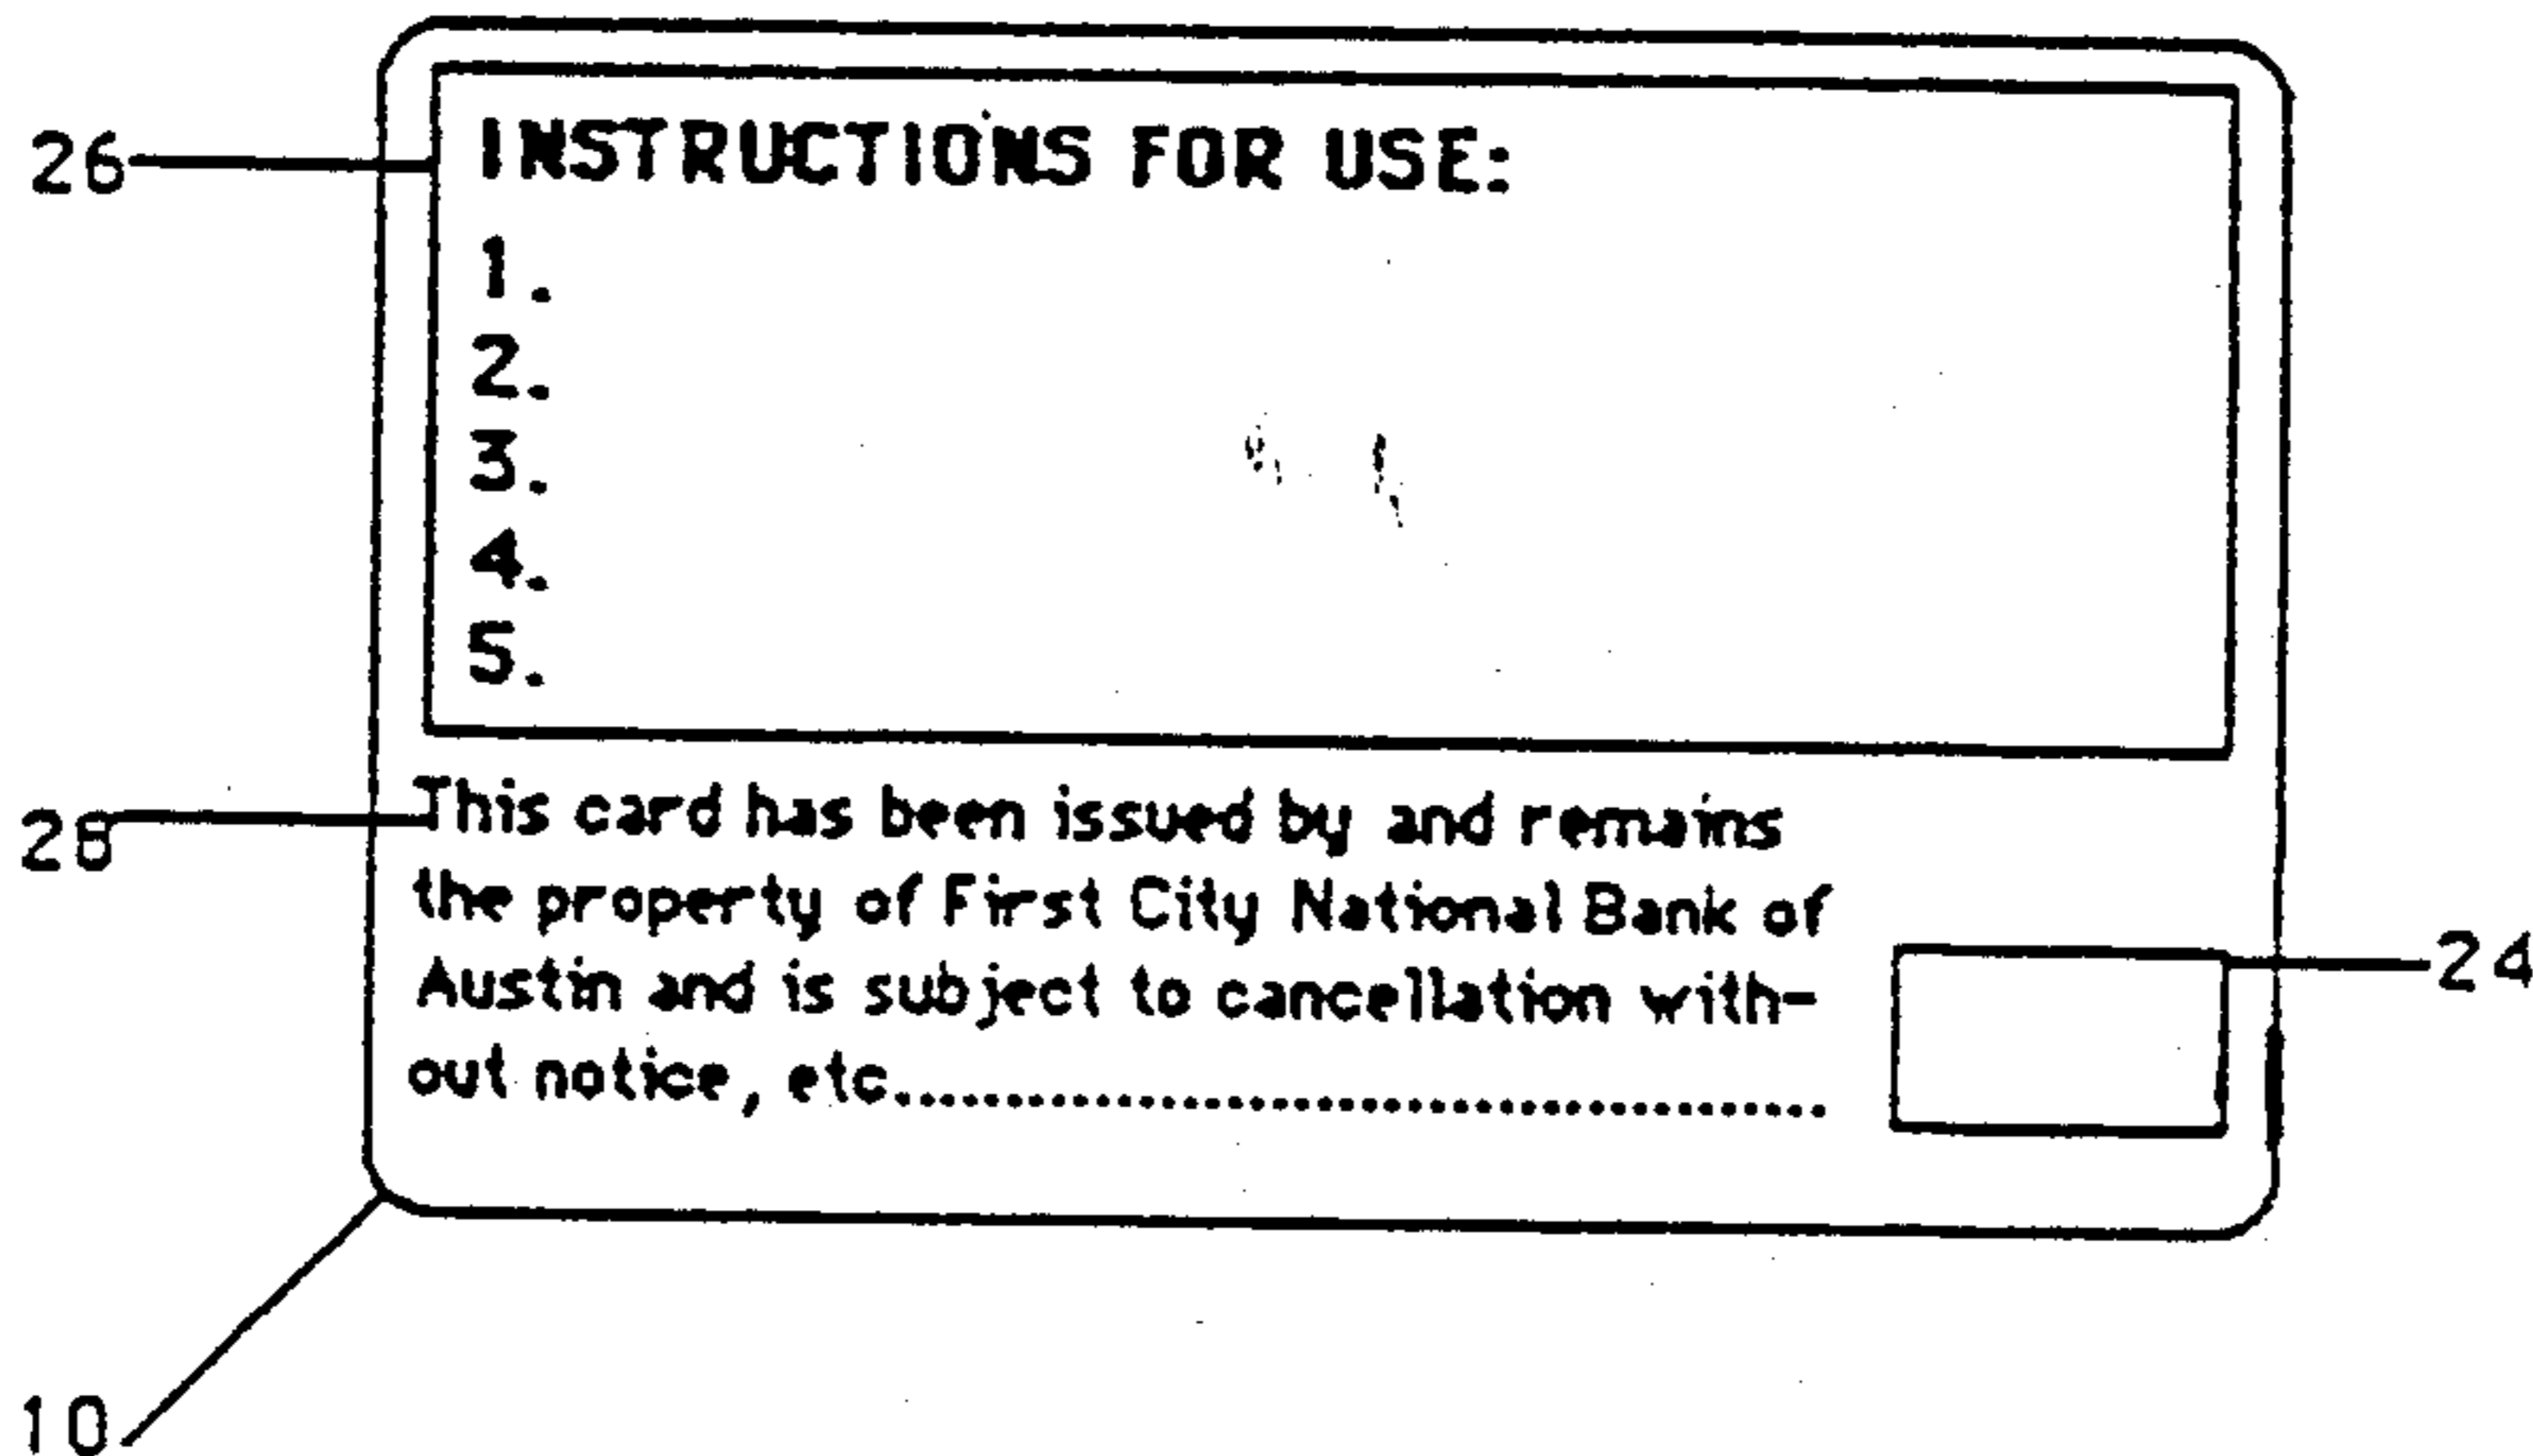 26
INSTRUCTIONS FOR USE:
1.
2.
3.
4.
5.
28
This card has been issued by and remains
the property of First City National Bank of
Austin and is subject to cancellation with-
out notice, etc..........................................
24
10